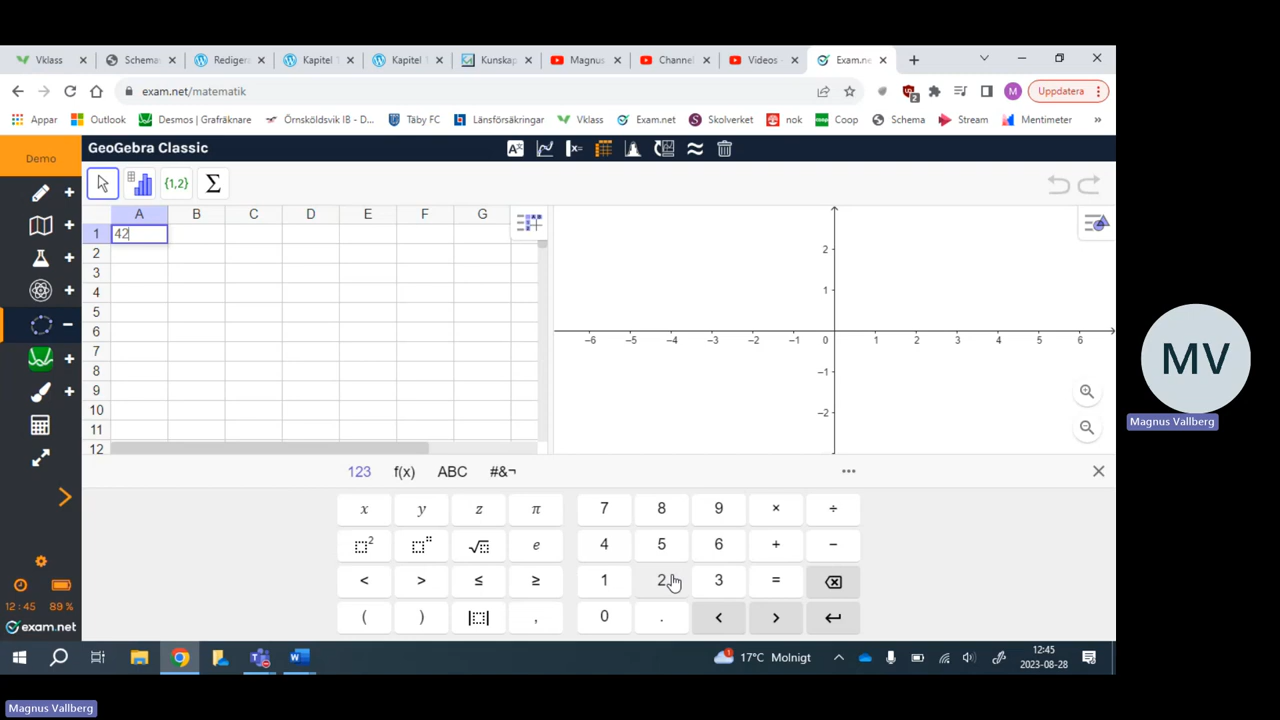 Vklass
Schema
Rediger
Kapitel 1
Kapitel 1
Kunskap
Magnus
Channel
Videos
Exam.ne
exam.net/matematik
2
M
Uppdatera
Appar
Outlook
Desmos | Grafräknare
Örnsköldsvik IB - D...
Täby FC
Länsförsäkringar
Vklass
Exam.net
Skolverket
nok
Coop
Schema
Stream
Mentimeter
»
Demo
GeoGebra Classic
{1,2}
Σ
A B C D E F G
1 42
2
3
4
5
6
7
8
9
10
11
12
2
1
−6 −5 −4 −3 −2 −1 0 1 2 3 4 5 6
−1
−2
MV
Magnus Vallberg
123 f(x) ABC #&¬
x y z π 7 8 9 × ÷
e 4 5 6 + −
< > ≤ ≥ 1 2 3 =
( ) , 0 . < >
12:45 89 %
exam.net
17°C Molnigt
12:45
2023-08-28
Magnus Vallberg